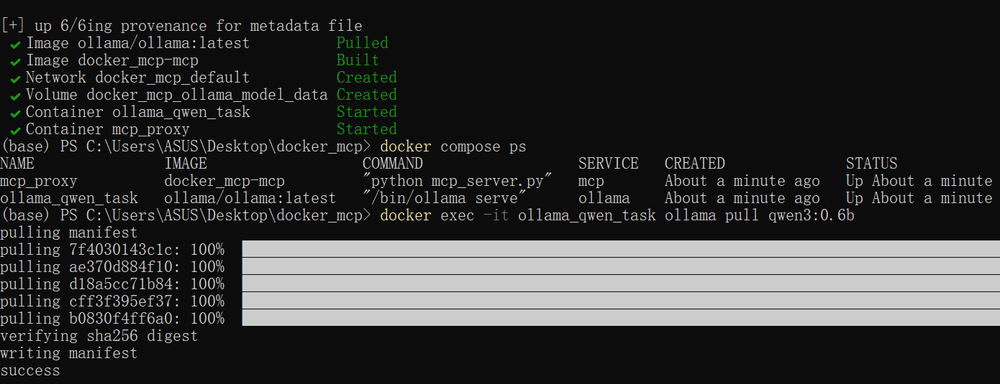 [+] up 6/6ing provenance for metadata file
✔ Image ollama/ollama:latest Pulled
✔ Image docker_mcp-mcp Built
✔ Network docker_mcp_default Created
✔ Volume docker_mcp_ollama_model_data Created
✔ Container ollama_qwen_task Started
✔ Container mcp_proxy Started
(base) PS C:\Users\ASUS\Desktop\docker_mcp> docker compose ps
NAME IMAGE COMMAND SERVICE CREATED STATUS
mcp_proxy docker_mcp-mcp "python mcp_server.py" mcp About a minute ago Up About a minute
ollama_qwen_task ollama/ollama:latest "/bin/ollama serve" ollama About a minute ago Up About a minute
(base) PS C:\Users\ASUS\Desktop\docker_mcp> docker exec -it ollama_qwen_task ollama pull qwen3:0.6b
pulling manifest
pulling 7f4030143c1c: 100%
pulling ae370d884f10: 100%
pulling d18a5cc71b84: 100%
pulling cff3f395ef37: 100%
pulling b0830f4ff6a0: 100%
verifying sha256 digest
writing manifest
success